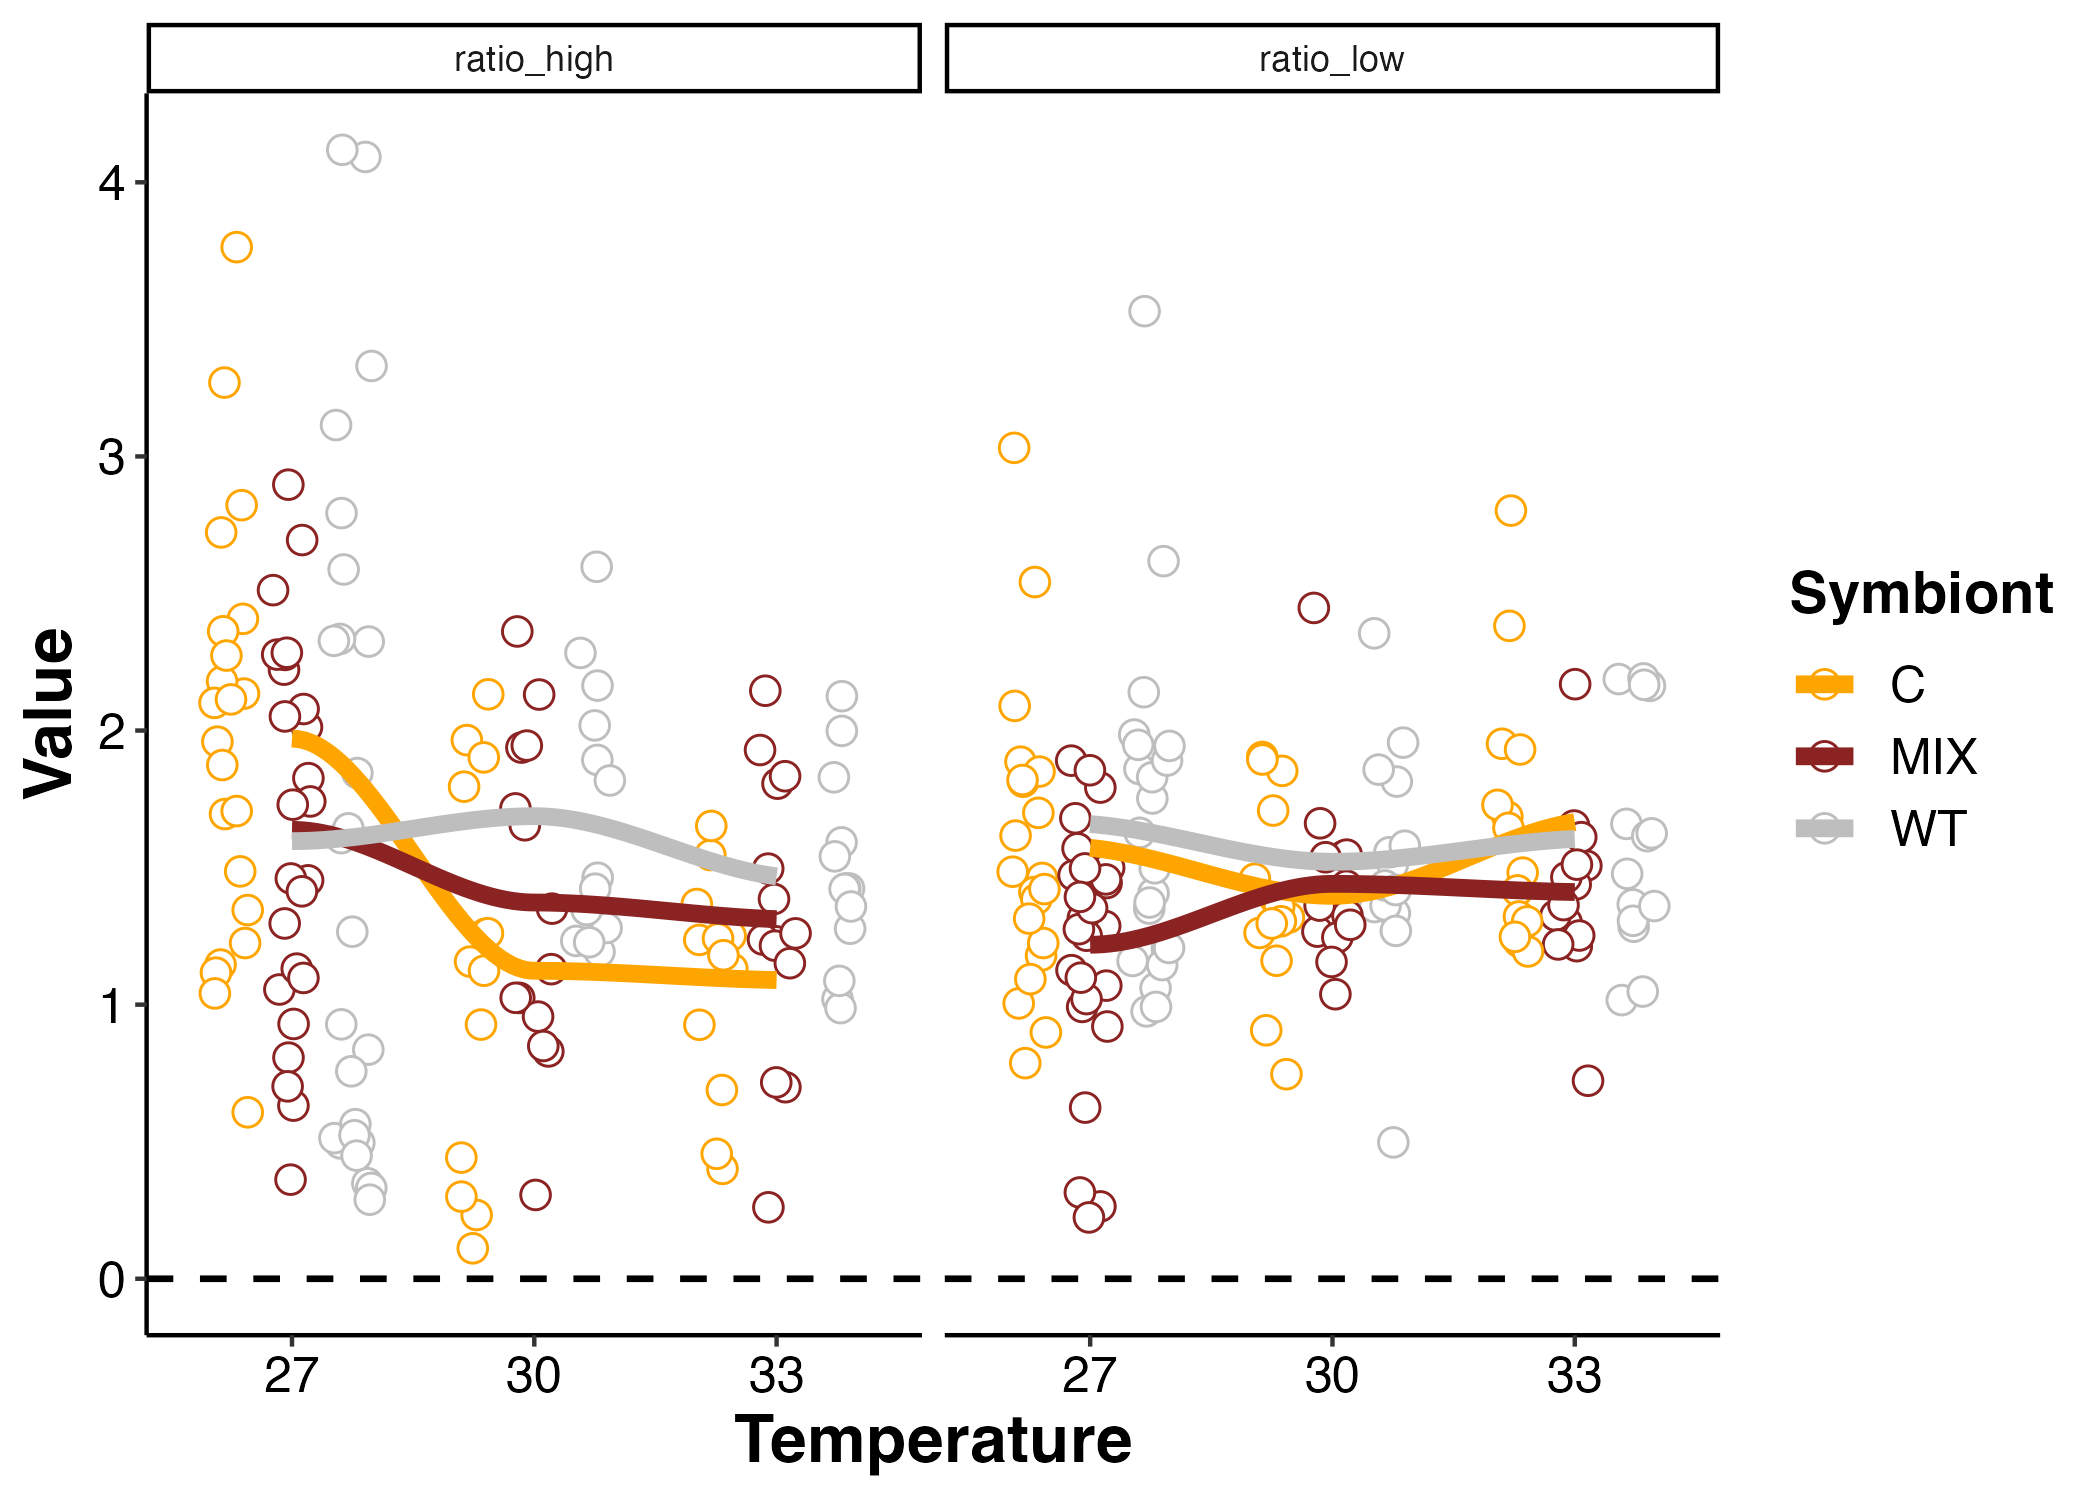 ratio_high
ratio_low
4
3
2
1
0
Value
27
30
33
27
30
33
Temperature
Symbiont
C
MIX
WT